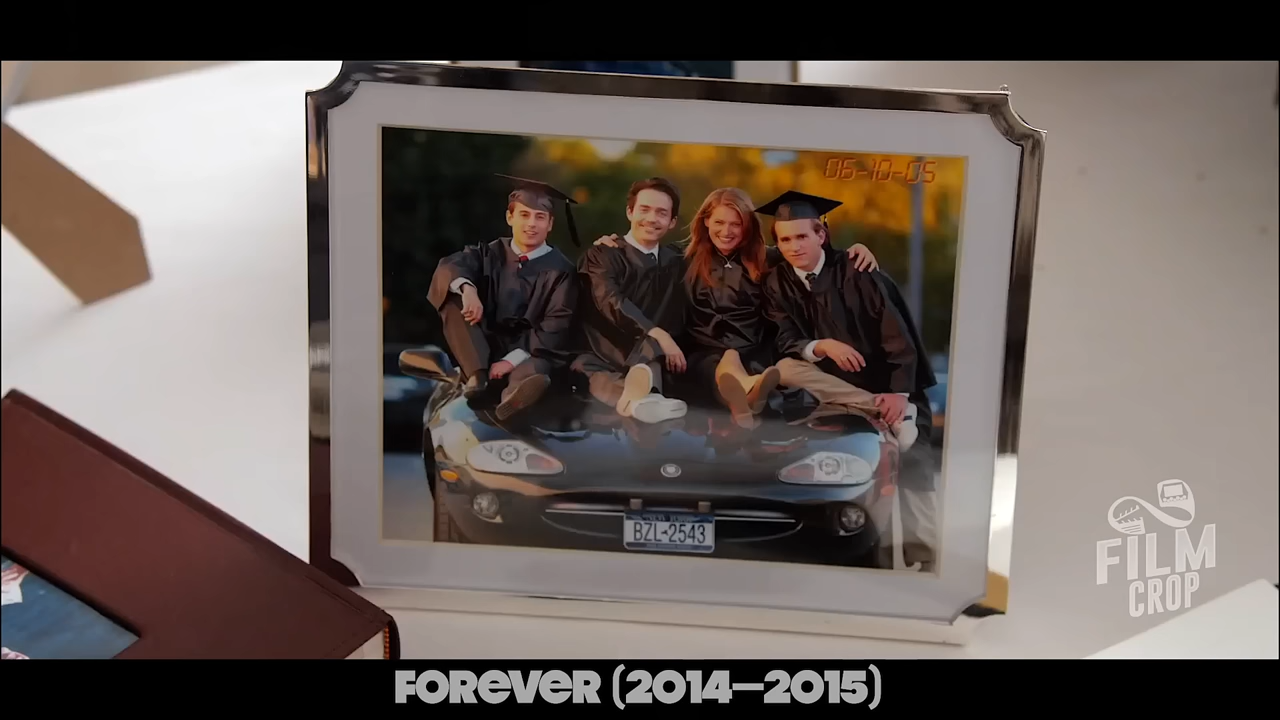 06-10-05
BZL-2543
FILM
CROP
FOREVER (2014–2015)